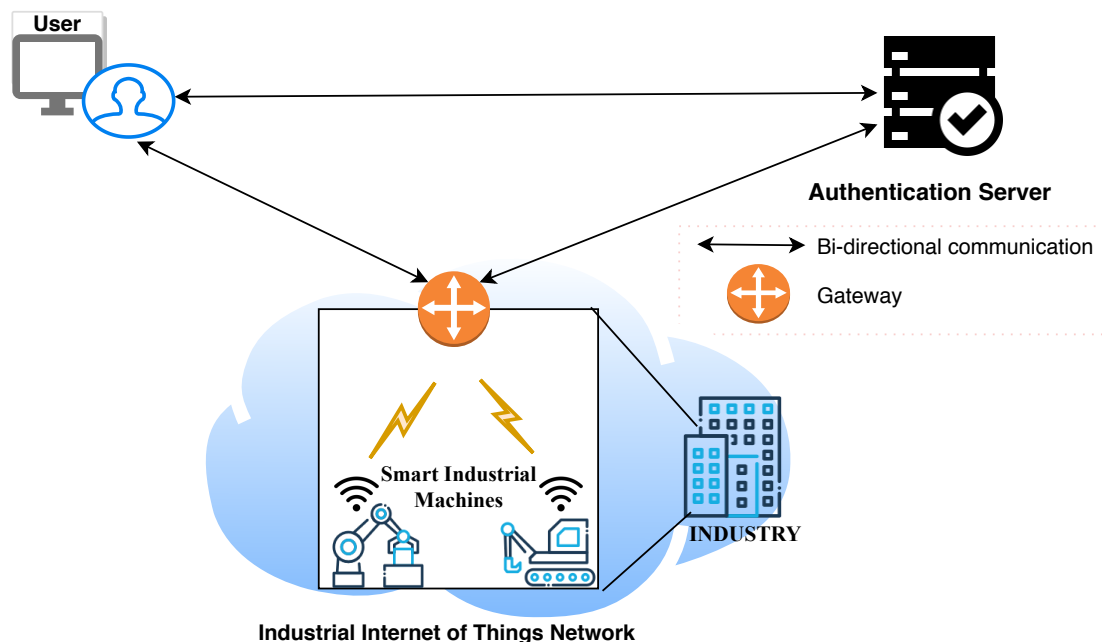 User
Authentication Server
Bi-directional communication
Gateway
Smart Industrial
Machines
INDUSTRY
Industrial Internet of Things Network